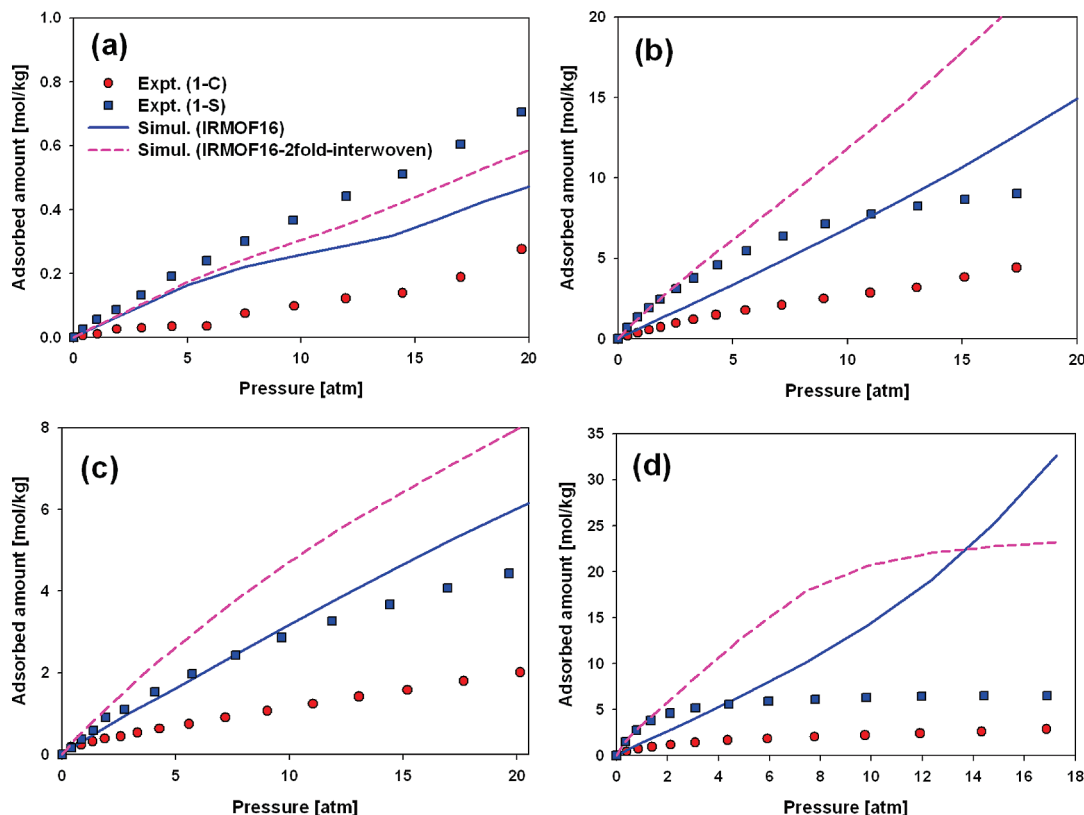 (a)
Adsorbed amount [mol/kg]
1.0
0.8
0.6
0.4
0.2
0.0
Expt. (1-C)
Expt. (1-S)
Simul. (IRMOF16)
Simul. (IRMOF16-2fold-interwoven)
0 5 10 15 20
Pressure [atm]
(b)
Adsorbed amount [mol/kg]
20
15
10
5
0
0 5 10 15 20
Pressure [atm]
(c)
Adsorbed amount [mol/kg]
8
6
4
2
0
0 5 10 15 20
Pressure [atm]
(d)
Adsorbed amount [mol/kg]
35
30
25
20
15
10
5
0
0 2 4 6 8 10 12 14 16 18
Pressure [atm]